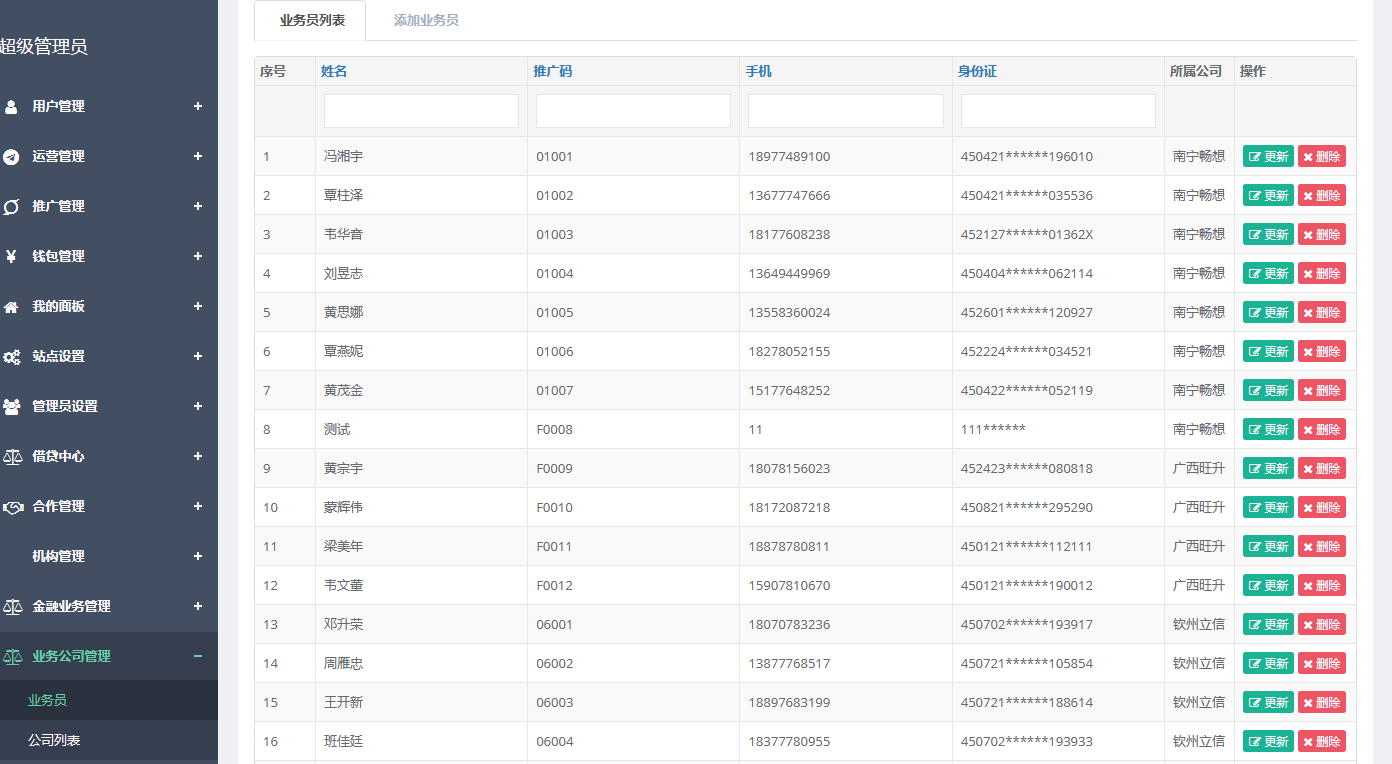 超级管理员
用户管理 +
运营管理 +
推广管理 +
钱包管理 +
我的面板 +
站点设置 +
管理员设置 +
借贷中心 +
合作管理 +
机构管理 +
金融业务管理 +
业务公司管理 −
业务员
公司列表
业务员列表 添加业务员
序号 姓名 推广码 手机 身份证 所属公司 操作
1 冯湘宇 01001 18977489100 450421******196010 南宁畅想 更新 删除
2 覃柱泽 01002 13677747666 450421******035536 南宁畅想 更新 删除
3 韦华音 01003 18177608238 452127******01362X 南宁畅想 更新 删除
4 刘昱志 01004 13649449969 450404******062114 南宁畅想 更新 删除
5 黄思娜 01005 13558360024 452601******120927 南宁畅想 更新 删除
6 覃燕妮 01006 18278052155 452224******034521 南宁畅想 更新 删除
7 黄茂金 01007 15177648252 450422******052119 南宁畅想 更新 删除
8 测试 F0008 11 111****** 南宁畅想 更新 删除
9 黄宗宇 F0009 18078156023 452423******080818 广西旺升 更新 删除
10 蒙辉伟 F0010 18172087218 450821******295290 广西旺升 更新 删除
11 梁美年 F0011 18878780811 450121******112111 广西旺升 更新 删除
12 韦文董 F0012 15907810670 450121******190012 广西旺升 更新 删除
13 邓升荣 06001 18070783236 450702******193917 钦州立信 更新 删除
14 周雁忠 06002 13877768517 450721******105854 钦州立信 更新 删除
15 王开新 06003 18897683199 450721******188614 钦州立信 更新 删除
16 班佳廷 06004 18377780955 450702******193933 钦州立信 更新 删除